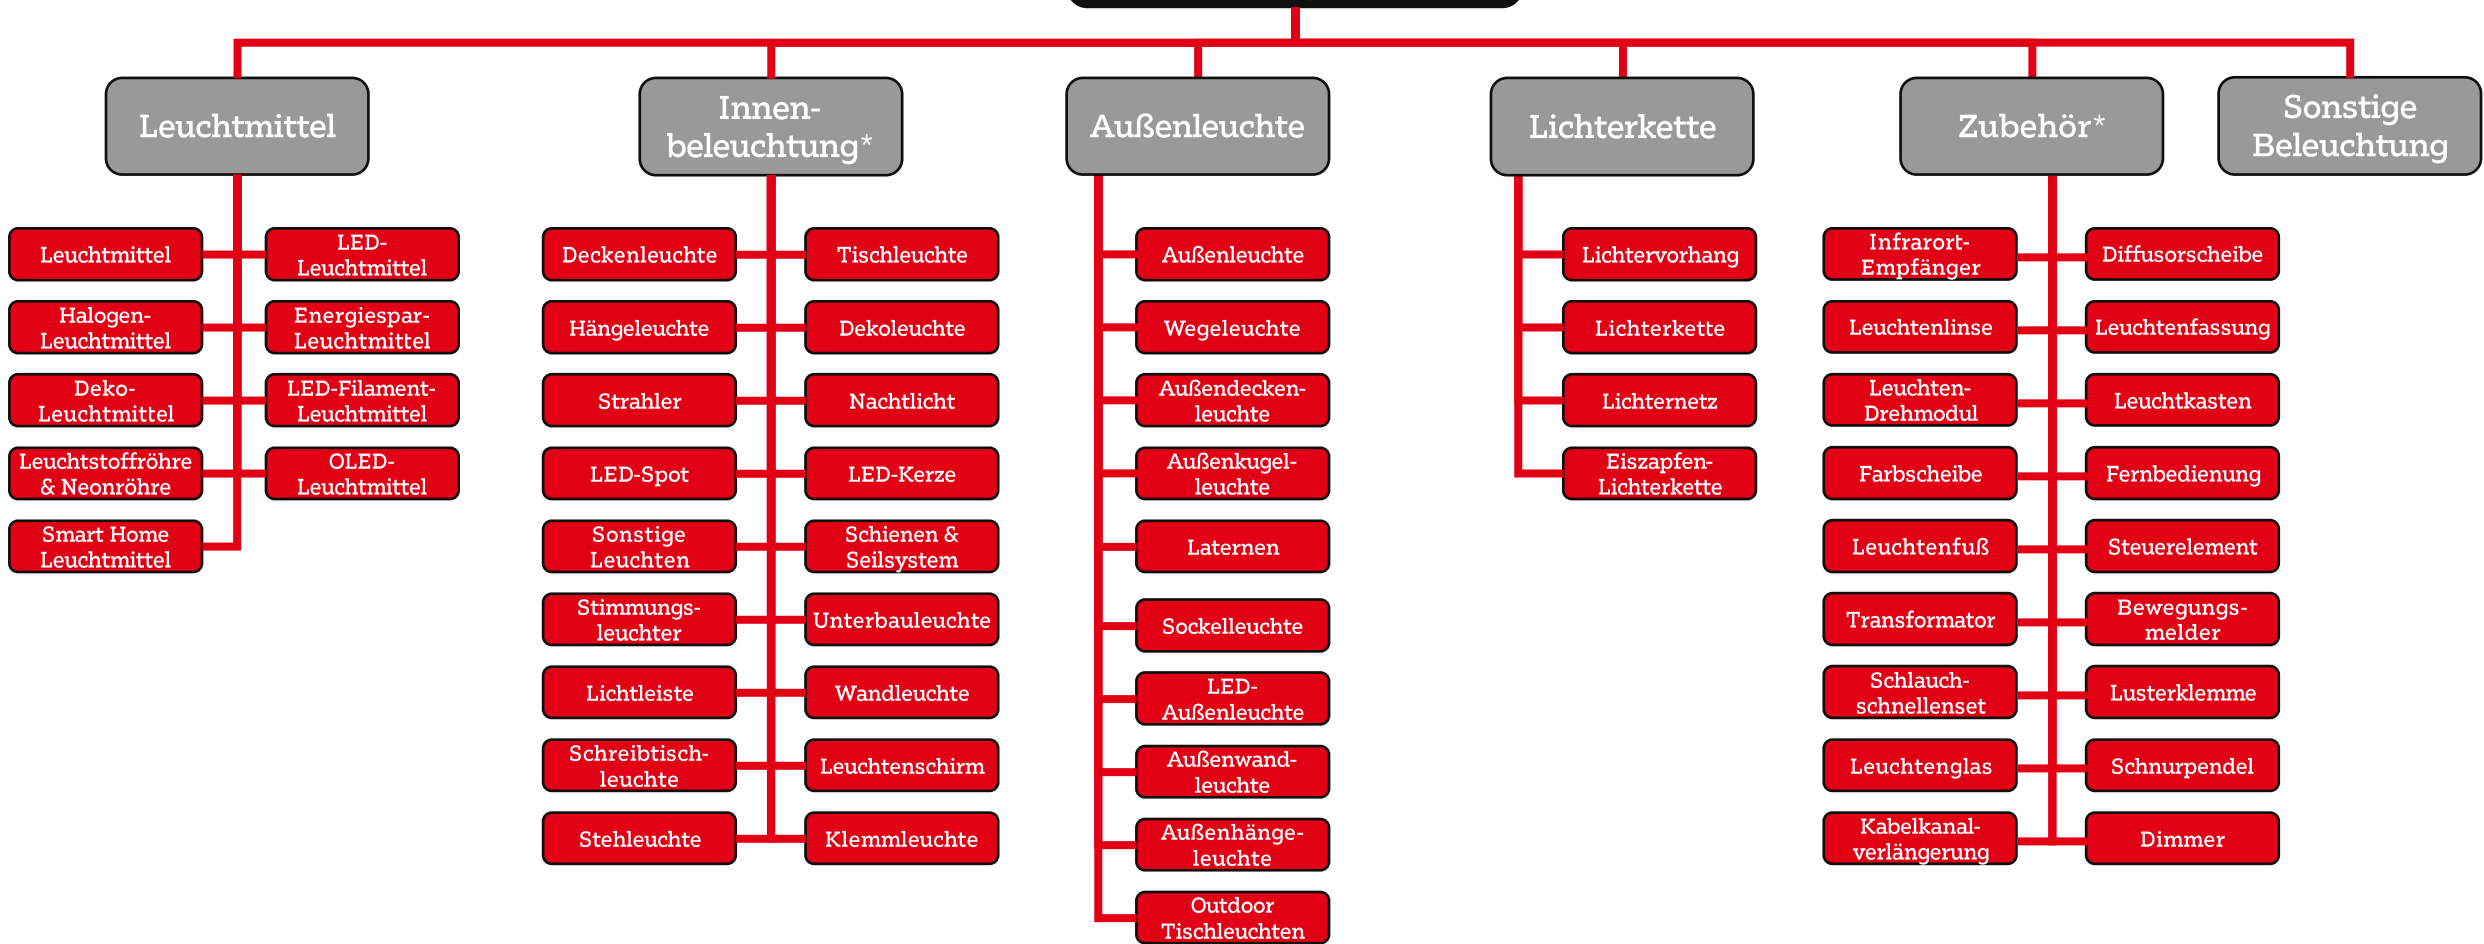 Leuchtmittel
Innen-
beleuchtung*
Außenleuchte
Lichterkette
Zubehör*
Sonstige
Beleuchtung
Leuchtmittel
LED-
Leuchtmittel
Halogen-
Leuchtmittel
Energiespar-
Leuchtmittel
Deko-
Leuchtmittel
LED-Filament-
Leuchtmittel
Leuchtstoffröhre
& Neonröhre
OLED-
Leuchtmittel
Smart Home
Leuchtmittel
Deckenleuchte
Tischleuchte
Hängeleuchte
Dekoleuchte
Strahler
Nachtlicht
LED-Spot
LED-Kerze
Sonstige
Leuchten
Schienen &
Seilsystem
Stimmungs-
leuchter
Unterbauleuchte
Lichtleiste
Wandleuchte
Schreibtisch-
leuchte
Leuchtenschirm
Stehleuchte
Klemmleuchte
Außenleuchte
Wegeleuchte
Außendecken-
leuchte
Außenkugel-
leuchte
Laternen
Sockelleuchte
LED-
Außenleuchte
Außenwand-
leuchte
Außenhänge-
leuchte
Outdoor
Tischleuchten
Lichtervorhang
Lichterkette
Lichternetz
Eiszapfen-
Lichterkette
Infrarort-
Empfänger
Diffusorscheibe
Leuchtenlinse
Leuchtenfassung
Leuchten-
Drehmodul
Leuchtkasten
Farbscheibe
Fernbedienung
Leuchtenfuß
Steuerelement
Transformator
Bewegungs-
melder
Schlauch-
schnellenset
Lusterklemme
Leuchtenglas
Schnurpendel
Kabelkanal-
verlängerung
Dimmer